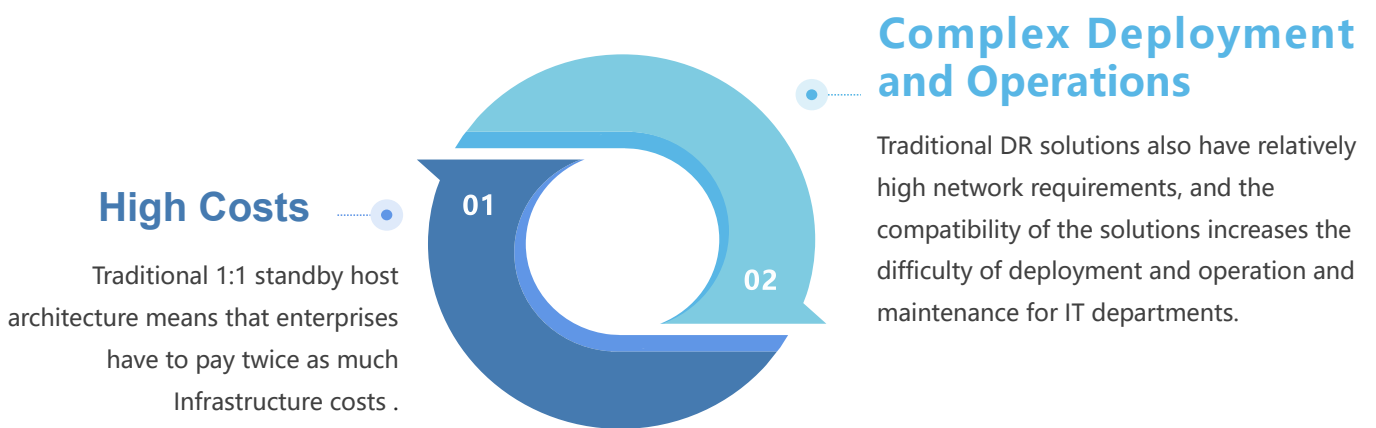 High Costs
Traditional 1:1 standby host
architecture means that enterprises
have to pay twice as much
Infrastructure costs .
01
02
Complex Deployment
and Operations
Traditional DR solutions also have relatively
high network requirements, and the
compatibility of the solutions increases the
difficulty of deployment and operation and
maintenance for IT departments.